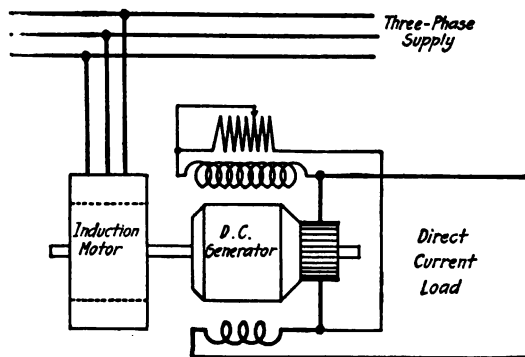 Three-Phase
Supply
Induction
Motor
D.C.
Generator
Direct
Current
Load